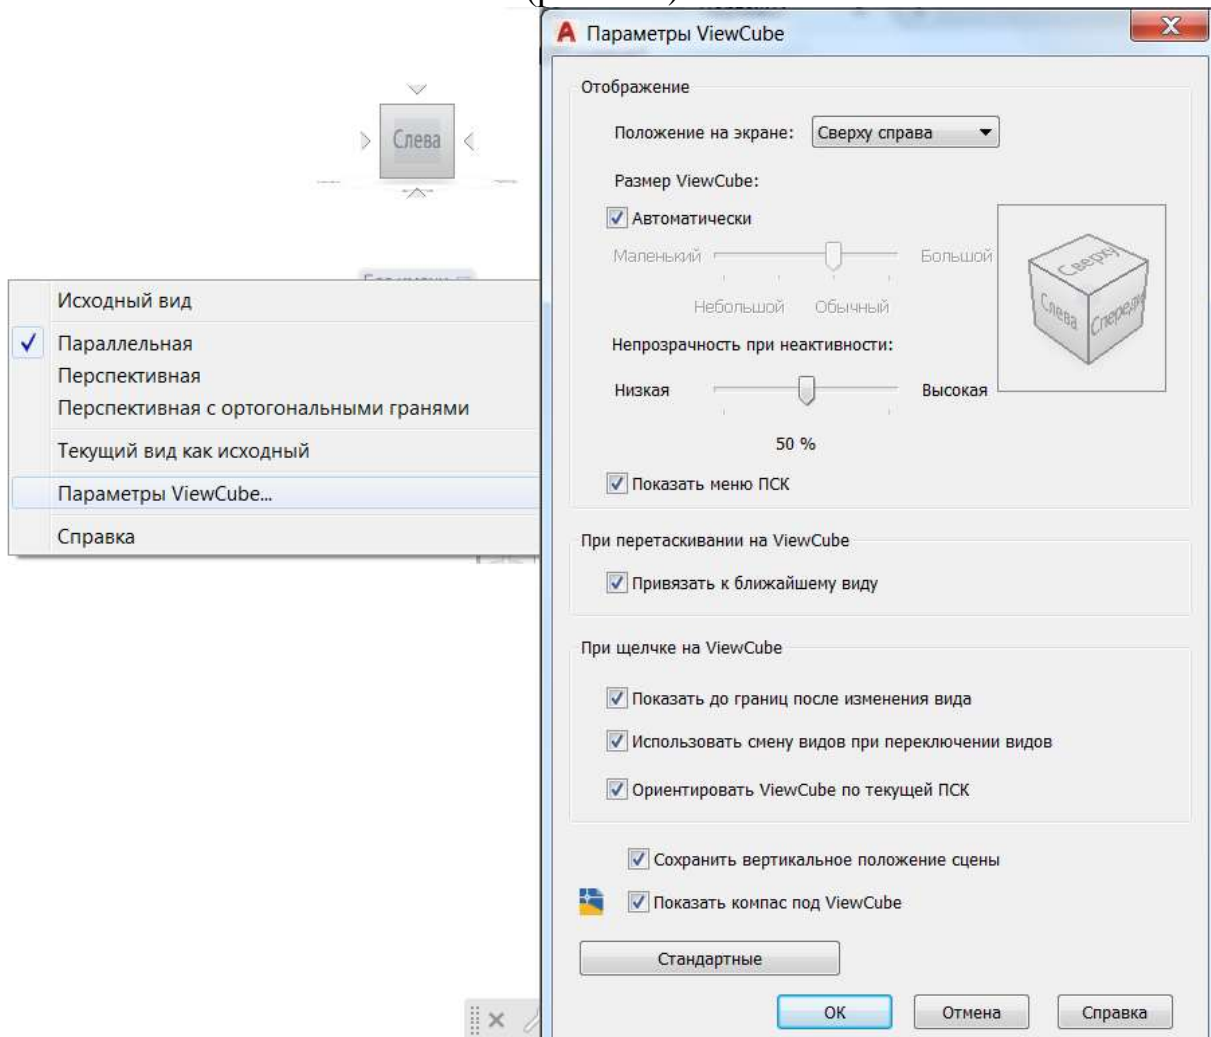 Слева
Исходный вид
Параллельная
Перспективная
Перспективная с ортогональными гранями
Текущий вид как исходный
Параметры ViewCube...
Справка
Параметры ViewCube
Отображение
Положение на экране: Сверху справа
Размер ViewCube:
Автоматически
Маленький Большой
Небольшой Обычный
Сверху
Слева Спереди
Непрозрачность при неактивности:
Низкая Высокая
50 %
Показать меню ПСК
При перетаскивании на ViewCube
Привязать к ближайшему виду
При щелчке на ViewCube
Показать до границ после изменения вида
Использовать смену видов при переключении видов
Ориентировать ViewCube по текущей ПСК
Сохранить вертикальное положение сцены
Показать компас под ViewCube
Стандартные
ОК Отмена Справка